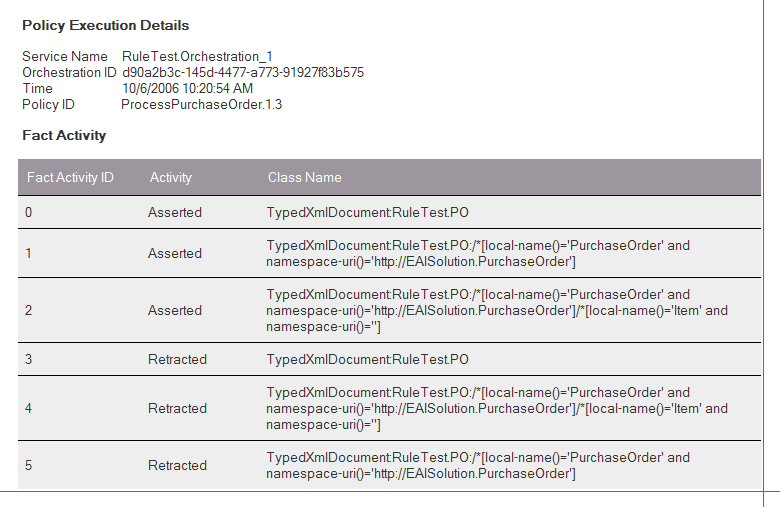 Policy Execution Details
Service Name RuleTest.Orchestration_1
Orchestration ID d90a2b3c-145d-4477-a773-91927f83b575
Time 10/6/2006 10:20:54 AM
Policy ID ProcessPurchaseOrder.1.3
Fact Activity
Fact Activity ID Activity Class Name
0 Asserted TypedXmlDocument:RuleTest.PO
1 Asserted TypedXmlDocument:RuleTest.PO:/*[local-name()='PurchaseOrder' and
namespace-uri()='http://EAISolution.PurchaseOrder']
2 Asserted TypedXmlDocument:RuleTest.PO:/*[local-name()='PurchaseOrder' and
namespace-uri()='http://EAISolution.PurchaseOrder']/*[local-name()='Item' and
namespace-uri()='']
3 Retracted TypedXmlDocument:RuleTest.PO
4 Retracted TypedXmlDocument:RuleTest.PO:/*[local-name()='PurchaseOrder' and
namespace-uri()='http://EAISolution.PurchaseOrder']/*[local-name()='Item' and
namespace-uri()='']
5 Retracted TypedXmlDocument:RuleTest.PO:/*[local-name()='PurchaseOrder' and
namespace-uri()='http://EAISolution.PurchaseOrder']